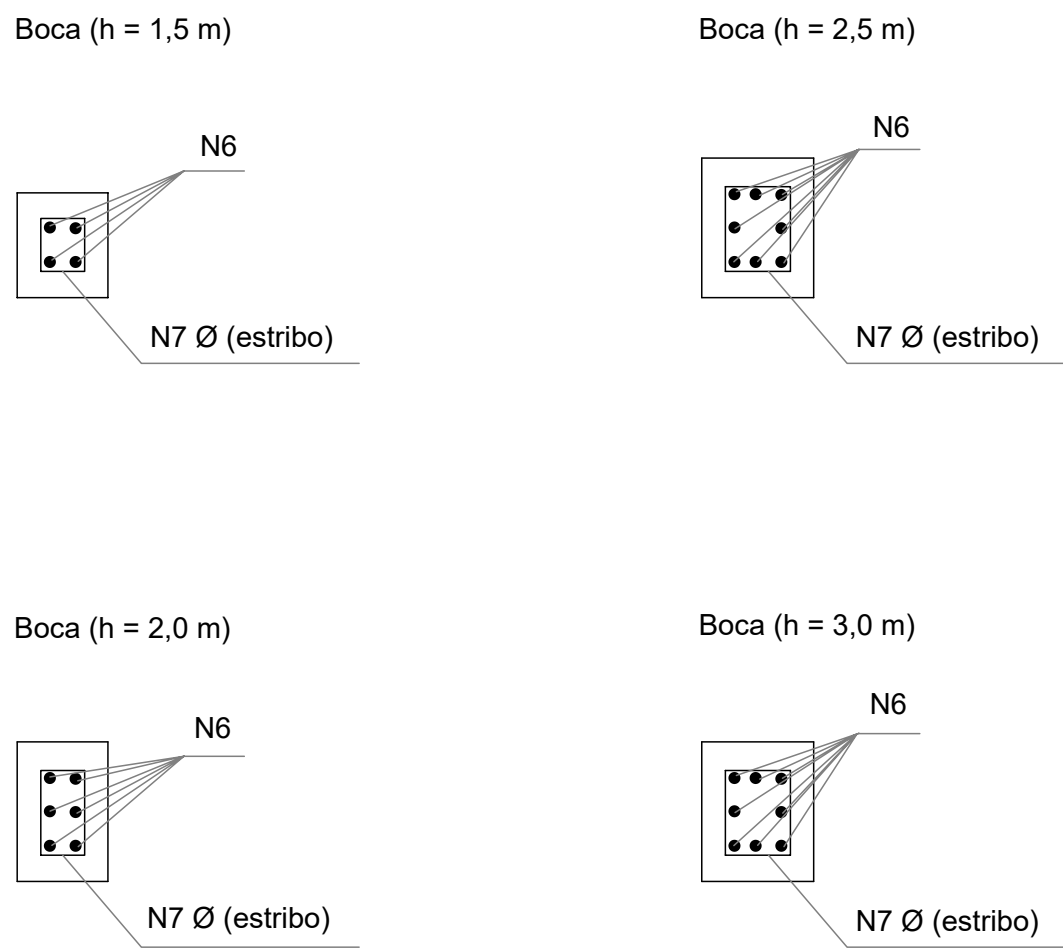 Boca (h = 1,5 m)
N6
N7 Ø (estribo)
Boca (h = 2,5 m)
N6
N7 Ø (estribo)
Boca (h = 2,0 m)
N6
N7 Ø (estribo)
Boca (h = 3,0 m)
N6
N7 Ø (estribo)